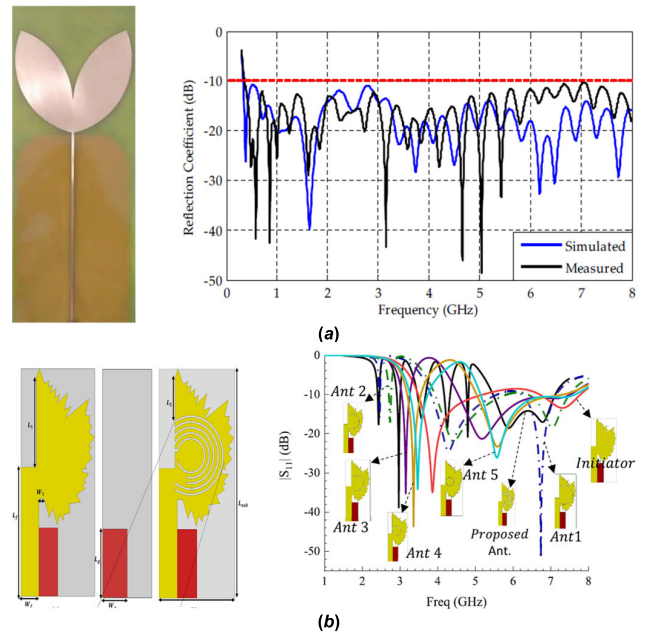 0
-10
-20
-30
-40
-50
Reflection Coefficient (dB)
0 1 2 3 4 5 6 7 8
Frequency (GHz)
Simulated
Measured
(a)
L1
W1
Lf
Wf
Lg
L2
Lsub
0
-10
-20
-30
-40
-50
|S11| (dB)
Ant 2
Ant 3
Ant 4
Ant 5
Proposed
Ant.
Ant1
Initiator
1 2 3 4 5 6 7 8
Freq (GHz)
(b)